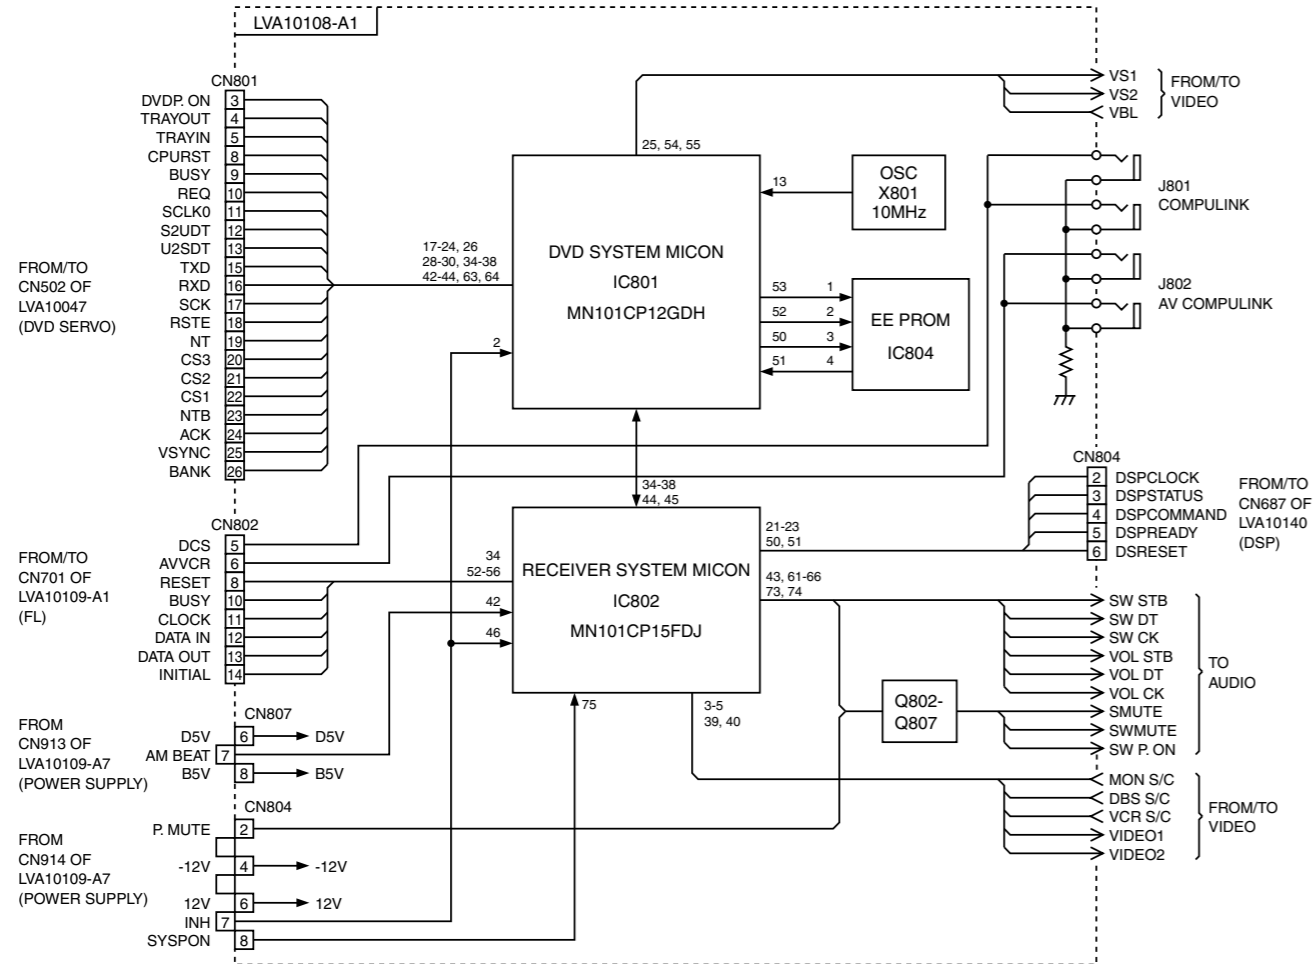 LVA10108-A1
CN801
DVDP. ON 3
TRAYOUT 4
TRAYIN 5
CPURST 8
BUSY 9
REQ 10
SCLK0 11
S2UDT 12
U2SDT 13
TXD 15
RXD 16
SCK 17
RSTE 18
NT 19
CS3 20
CS2 21
CS1 22
NTB 23
ACK 24
VSYNC 25
BANK 26
FROM/TO
CN502 OF
LVA10047
(DVD SERVO)
17-24, 26
28-30, 34-38
42-44, 63, 64
2
25, 54, 55
DVD SYSTEM MICON
IC801
MN101CP12GDH
13
OSC
X801
10MHz
53 1
52 2
50 3
51 4
EE PROM
IC804
VS1
VS2
VBL
FROM/TO
VIDEO
J801
COMPULINK
J802
AV COMPULINK
34-38
44, 45
CN802
DCS 5
AVVCR 6
RESET 8
BUSY 10
CLOCK 11
DATA IN 12
DATA OUT 13
INITIAL 14
FROM/TO
CN701 OF
LVA10109-A1
(FL)
34
52-56
42
46
RECEIVER SYSTEM MICON
IC802
MN101CP15FDJ
21-23
50, 51
43, 61-66
73, 74
75
3-5
39, 40
CN804
2 DSPCLOCK
3 DSPSTATUS
4 DSPCOMMAND
5 DSPREADY
6 DSRESET
FROM/TO
CN687 OF
LVA10140
(DSP)
SW STB
SW DT
SW CK
VOL STB
VOL DT
VOL CK
SMUTE
SWMUTE
SW P. ON
TO
AUDIO
Q802-
Q807
MON S/C
DBS S/C
VCR S/C
VIDEO1
VIDEO2
FROM/TO
VIDEO
CN807
D5V 6 D5V
AM BEAT 7
B5V 8 B5V
FROM
CN913 OF
LVA10109-A7
(POWER SUPPLY)
CN804
P. MUTE 2
-12V 4 -12V
12V 6 12V
INH 7
SYSPON 8
FROM
CN914 OF
LVA10109-A7
(POWER SUPPLY)